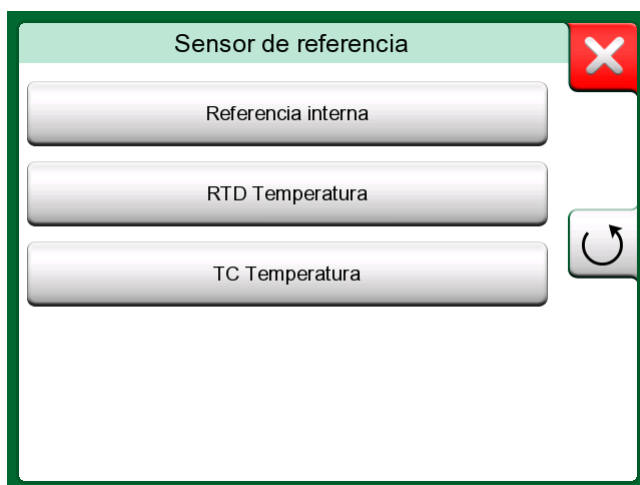 Sensor de referencia
Referencia interna
RTD Temperatura
TC Temperatura